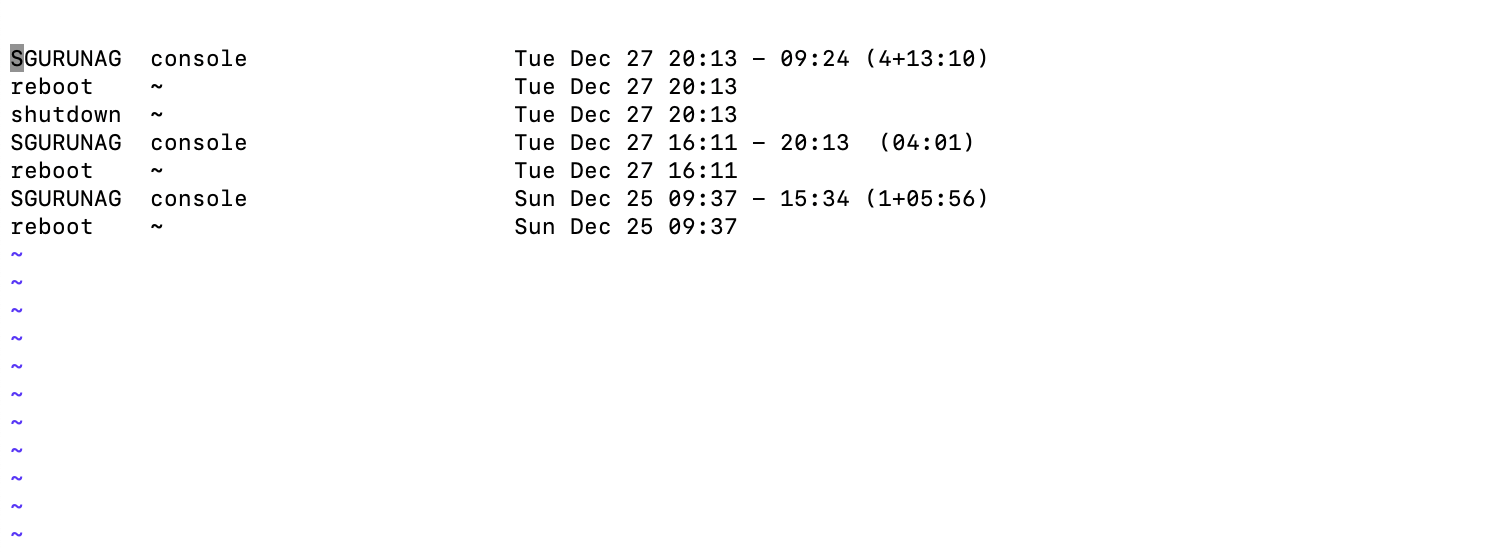 SGURUNAG  console                   Tue Dec 27 20:13 - 09:24 (4+13:10)
reboot    ~                         Tue Dec 27 20:13
shutdown  ~                         Tue Dec 27 20:13
SGURUNAG  console                   Tue Dec 27 16:11 - 20:13  (04:01)
reboot    ~                         Tue Dec 27 16:11
SGURUNAG  console                   Sun Dec 25 09:37 - 15:34 (1+05:56)
reboot    ~                         Sun Dec 25 09:37
~
~
~
~
~
~
~
~
~
~
~